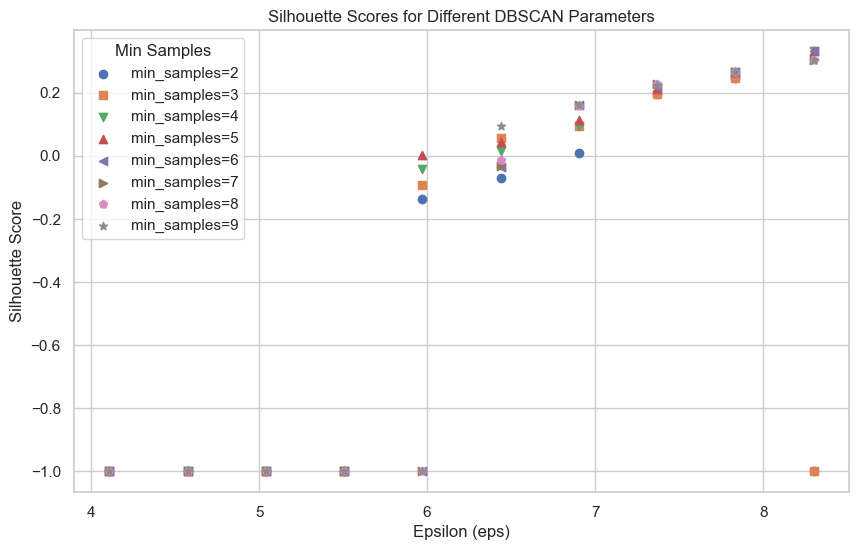 Silhouette Scores for Different DBSCAN Parameters
Min Samples
min_samples=2
min_samples=3
min_samples=4
min_samples=5
min_samples=6
min_samples=7
min_samples=8
min_samples=9
0.2
0.0
−0.2
−0.4
−0.6
−0.8
−1.0
Silhouette Score
4 5 6 7 8
Epsilon (eps)